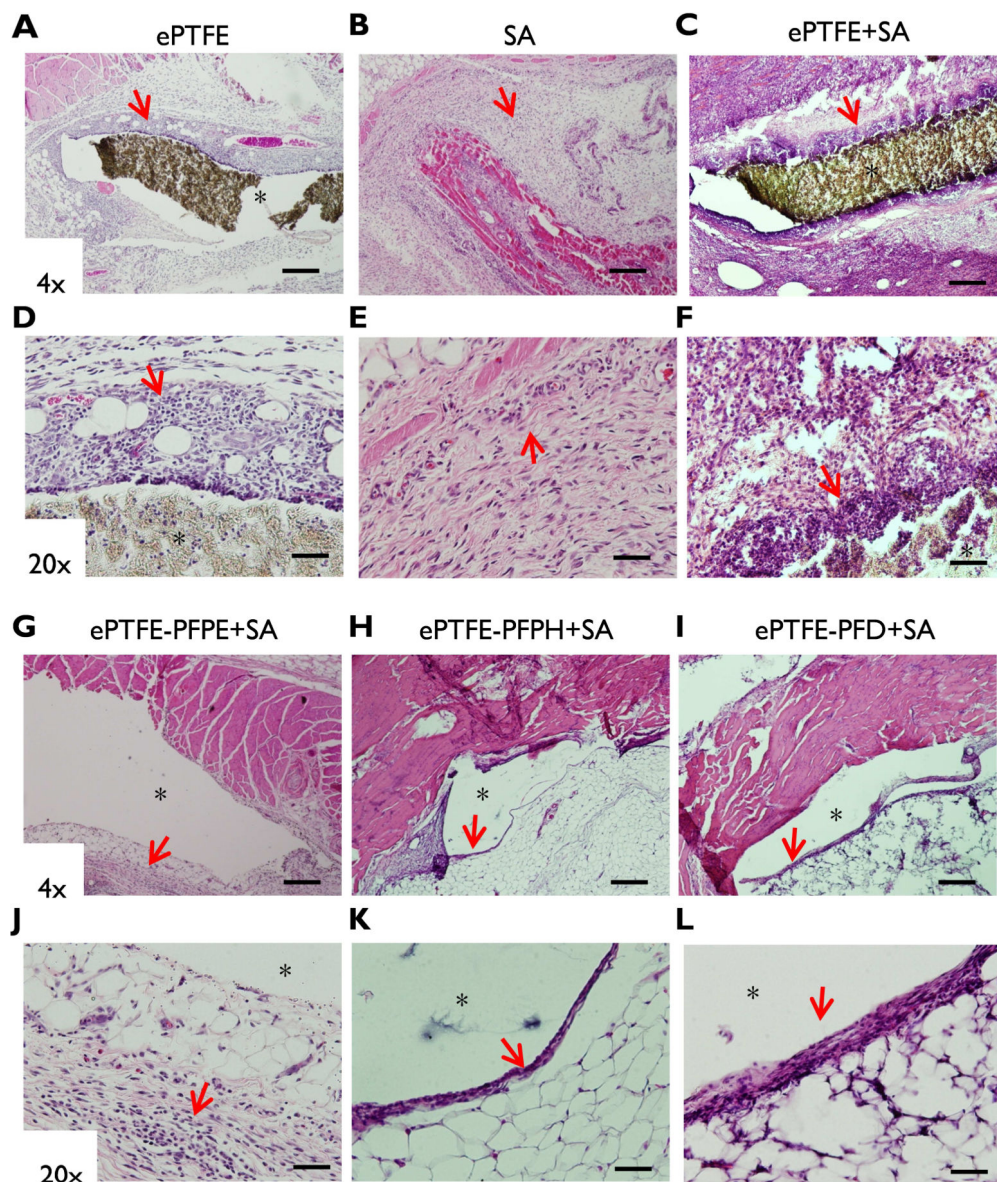 A ePTFE B SA C ePTFE+SA
*
*
4x
D E F
*
*
20x
G ePTFE-PFPE+SA H ePTFE-PFPH+SA I ePTFE-PFD+SA
*
*
*
4x
J K L
*
*
*
20x